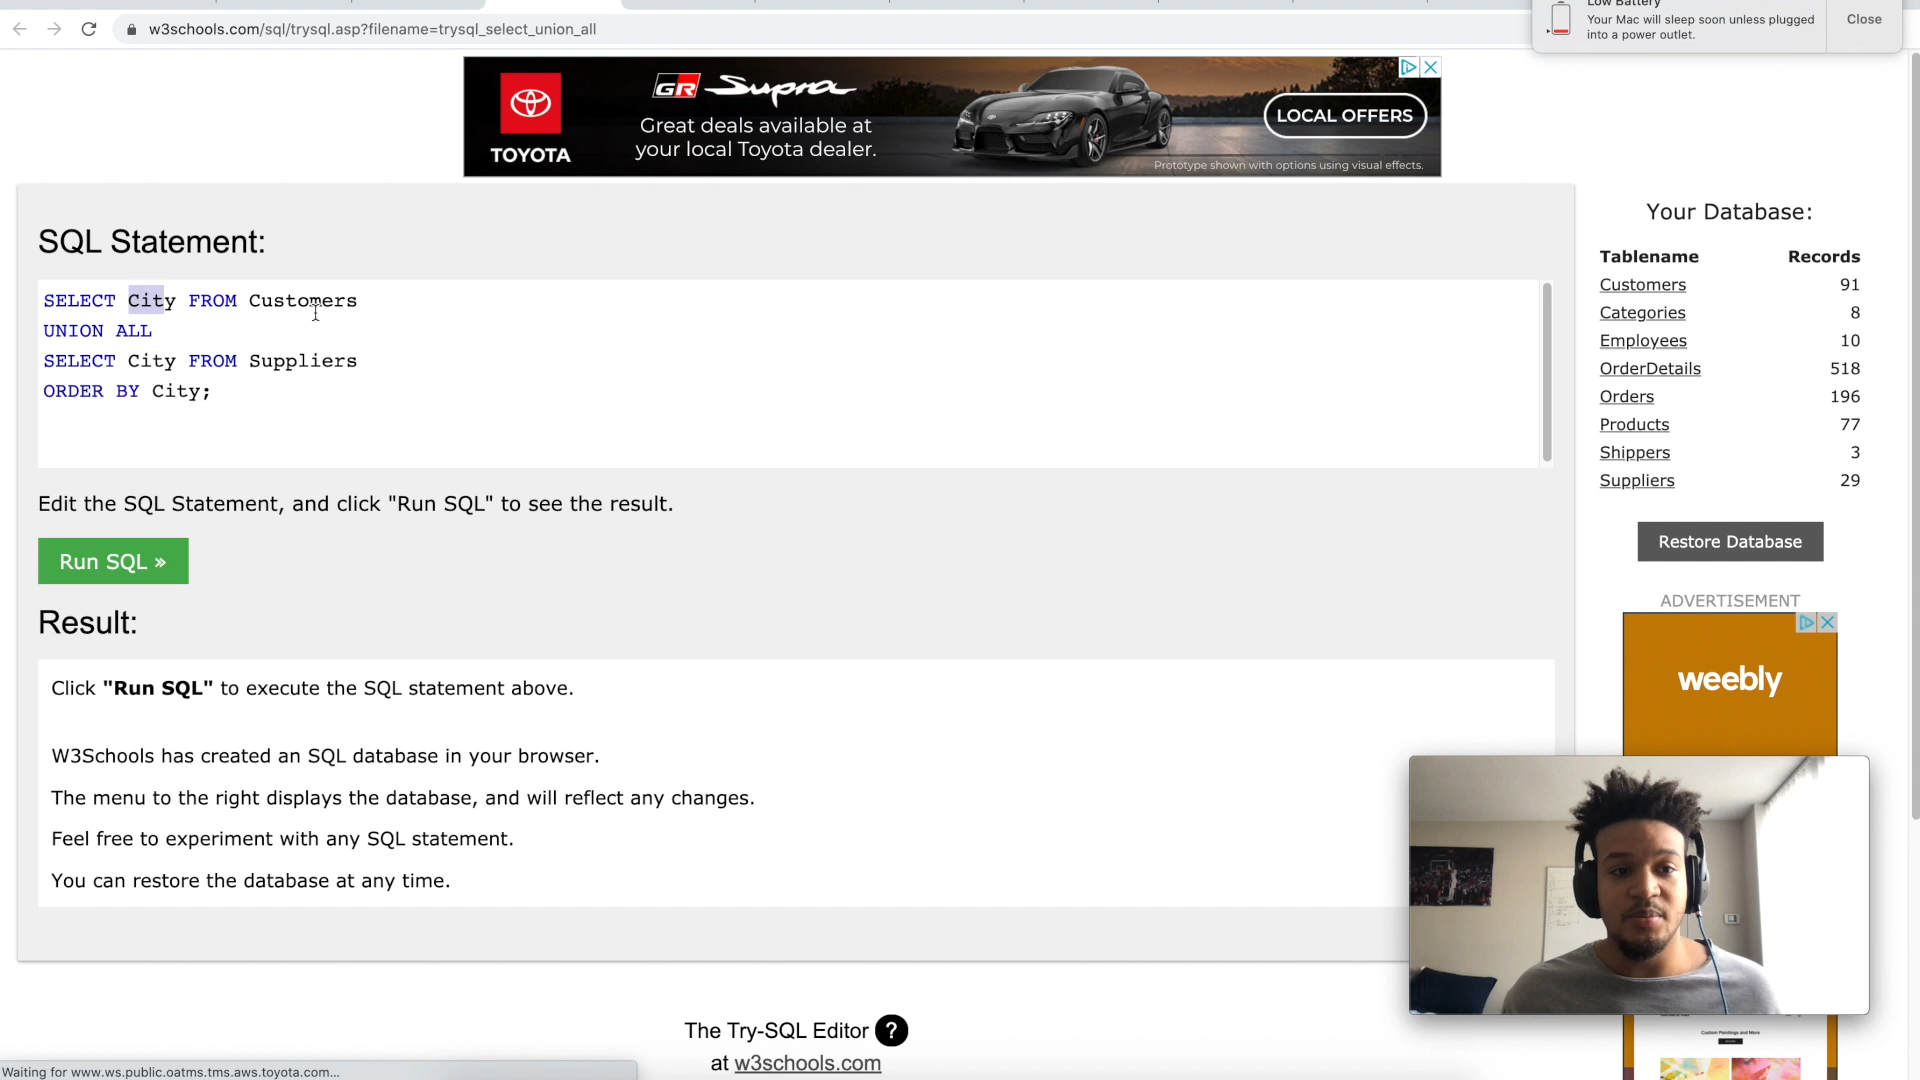 Low Battery
Your Mac will sleep soon unless plugged
into a power outlet.
Close
w3schools.com/sql/trysql.asp?filename=trysql_select_union_all
TOYOTA
GR Supra
Great deals available at
your local Toyota dealer.
LOCAL OFFERS
Prototype shown with options using visual effects.
SQL Statement:
SELECT City FROM Customers
UNION ALL
SELECT City FROM Suppliers
ORDER BY City;
Edit the SQL Statement, and click "Run SQL" to see the result.
Run SQL »
Result:
Click "Run SQL" to execute the SQL statement above.
W3Schools has created an SQL database in your browser.
The menu to the right displays the database, and will reflect any changes.
Feel free to experiment with any SQL statement.
You can restore the database at any time.
Your Database:
Tablename Records
Customers 91
Categories 8
Employees 10
OrderDetails 518
Orders 196
Products 77
Shippers 3
Suppliers 29
Restore Database
ADVERTISEMENT
weebly
Custom Paintings and More
The Try-SQL Editor ?
at w3schools.com
Waiting for www.ws.public.oatms.tms.aws.toyota.com...